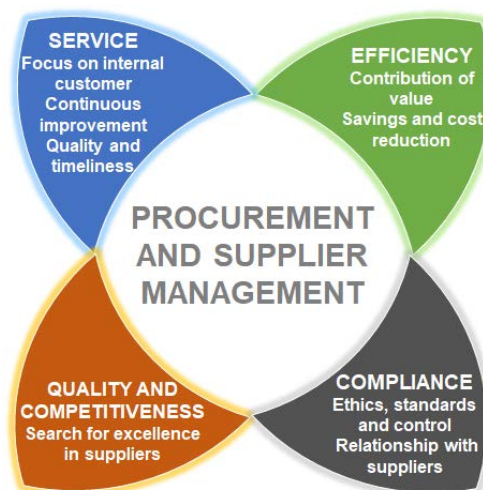 SERVICE
Focus on internal
customer
Continuous
improvement
Quality and
timeliness
EFFICIENCY
Contribution of
value
Savings and cost
reduction
PROCUREMENT
AND SUPPLIER
MANAGEMENT
QUALITY AND
COMPETITIVENESS
Search for excellence
in suppliers
COMPLIANCE
Ethics, standards
and control
Relationship with
suppliers